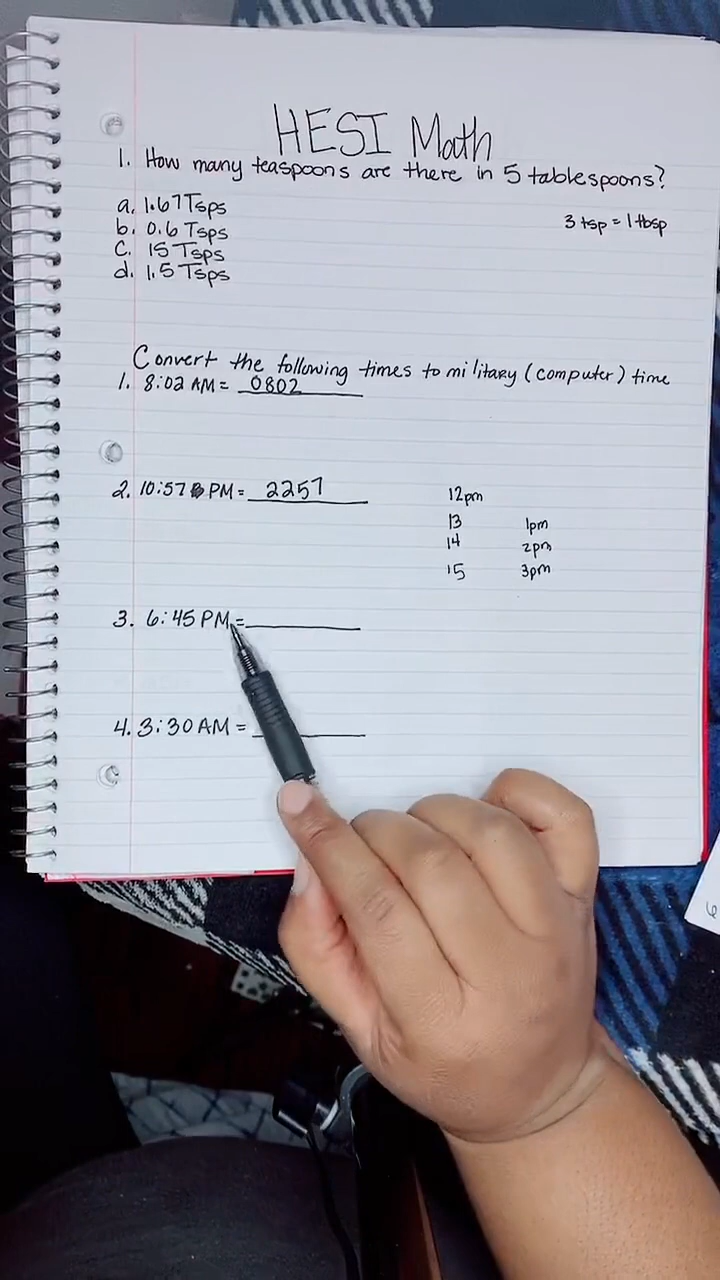 HESI Math
1. How many teaspoons are there in 5 tablespoons?
a. 1.67 Tsps
3 tsp = 1 tbsp
b. 0.6 Tsps
c. 15 Tsps
d. 1.5 Tsps
Convert the following times to military (computer) time
1. 8:02 AM = 0802
2. 10:57 PM = 2257
12pm
13 1pm
14 2pm
15 3pm
3. 6:45 PM =
4. 3:30 AM =